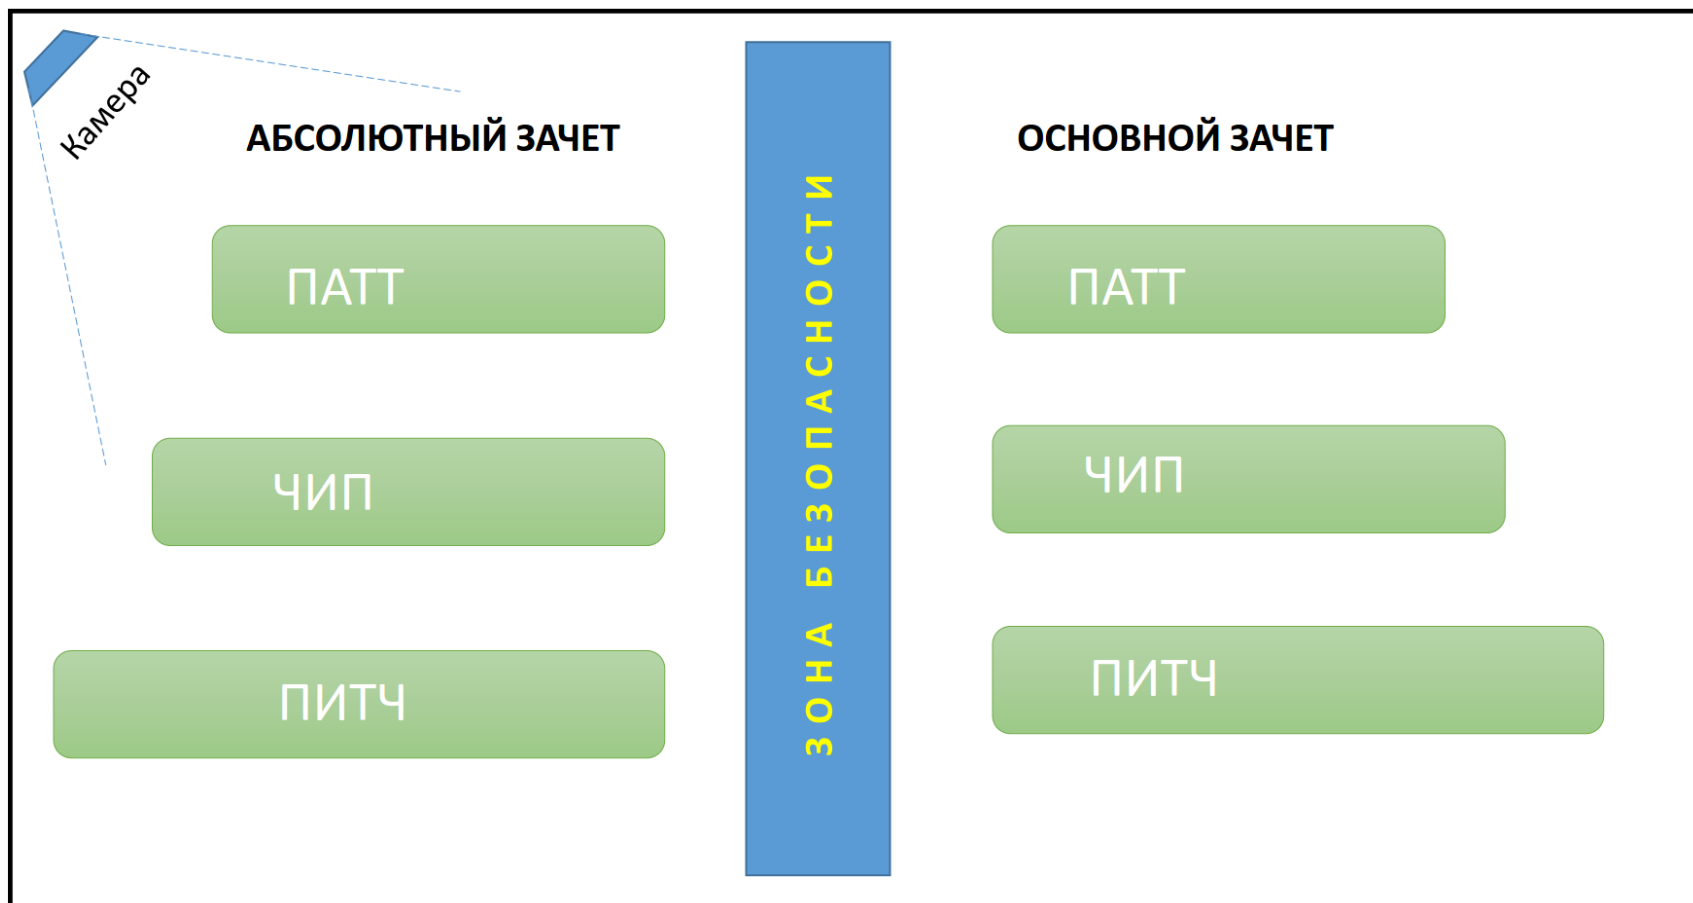 Камера
АБСОЛЮТНЫЙ ЗАЧЕТ
ПАТТ
ЧИП
ПИТЧ
ЗОНА БЕЗОПАСНОСТИ
ОСНОВНОЙ ЗАЧЕТ
ПАТТ
ЧИП
ПИТЧ